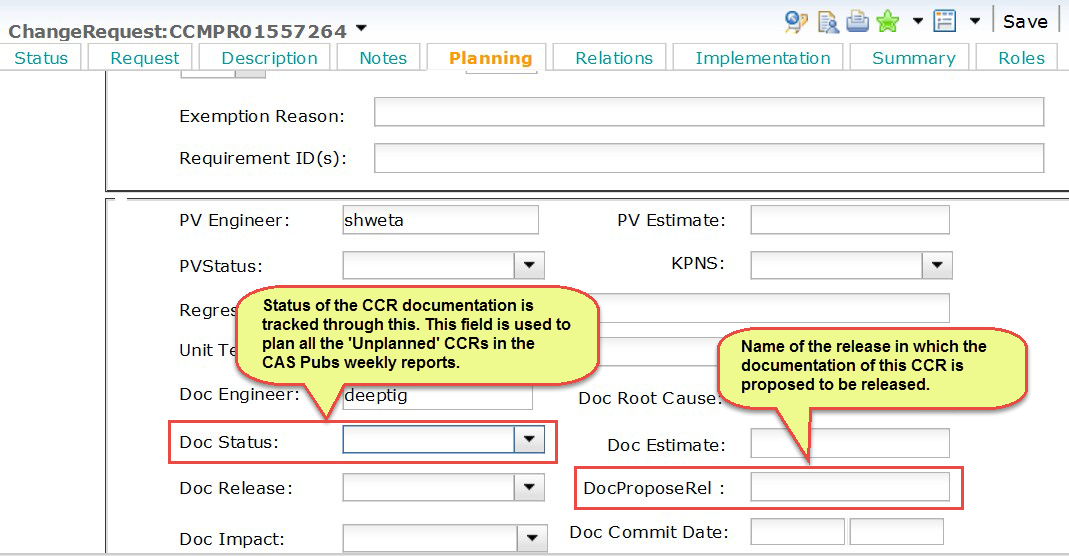 ChangeRequest:CCMPR01557264
Save
Status Request Description Notes Planning Relations Implementation Summary Roles
Exemption Reason:
Requirement ID(s):
PV Engineer: shweta PV Estimate:
PVStatus: KPNS:
Regres
Status of the CCR documentation is
tracked through this. This field is used to
plan all the 'Unplanned' CCRs in the
CAS Pubs weekly reports.
Unit Te
Name of the release in which the
documentation of this CCR is
proposed to be released.
Doc Engineer: deeptig Doc Root Cause:
Doc Status: Doc Estimate:
Doc Release: DocProposeRel :
Doc Impact: Doc Commit Date: